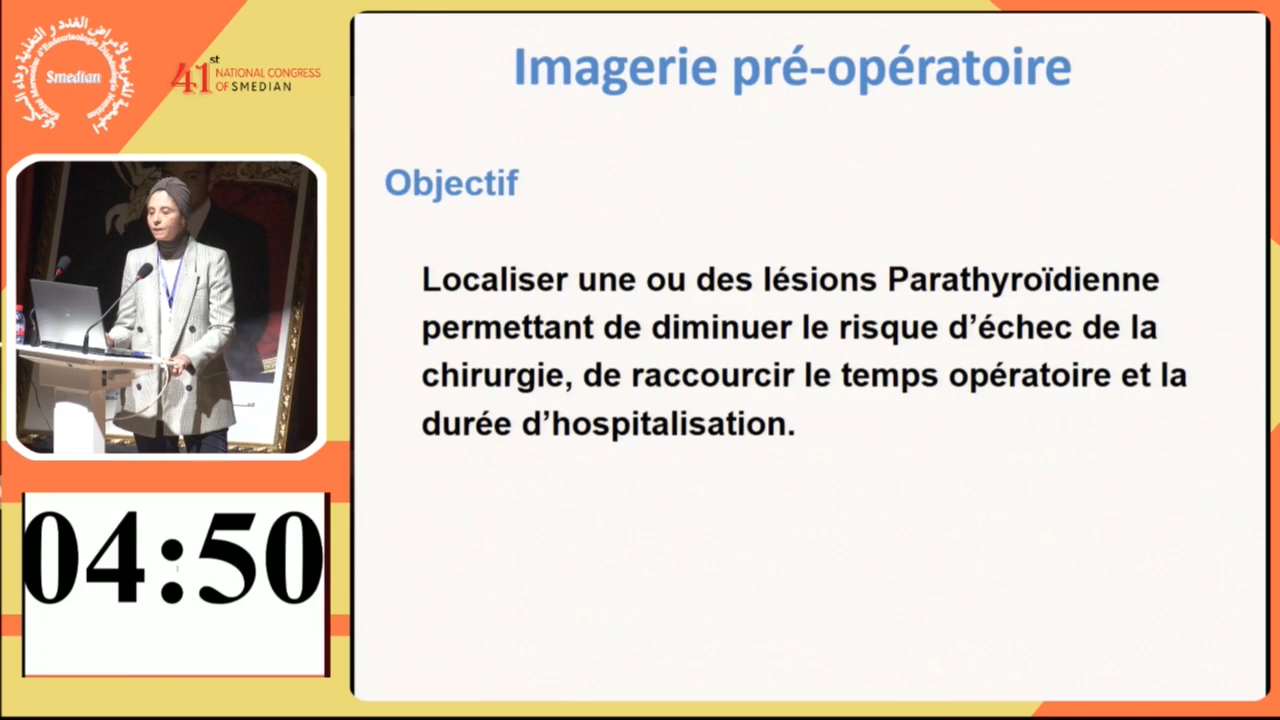 Smedian
41st
NATIONAL CONGRESS
OF SMEDIAN
Imagerie pré-opératoire
Objectif
Localiser une ou des lésions Parathyroïdienne
permettant de diminuer le risque d’échec de la
chirurgie, de raccourcir le temps opératoire et la
durée d’hospitalisation.
04:50